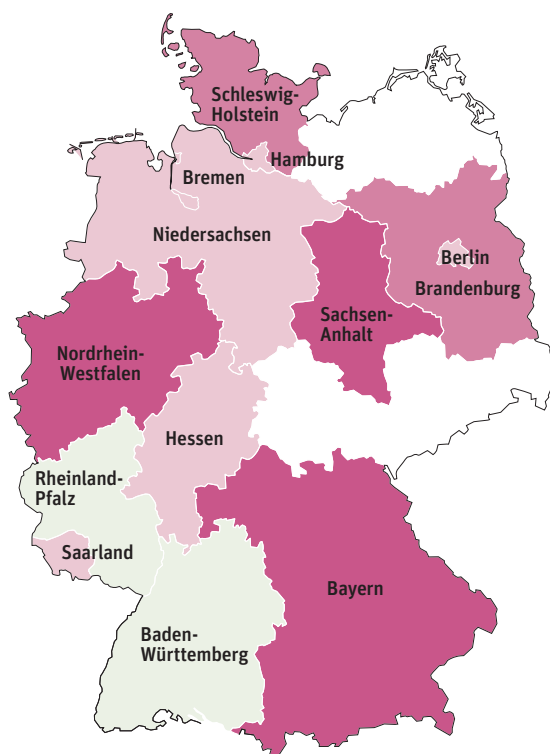 Schleswig-
Holstein
Hamburg
Bremen
Niedersachsen
Berlin
Brandenburg
Sachsen-
Anhalt
Nordrhein-
Westfalen
Hessen
Rheinland-
Pfalz
Saarland
Bayern
Baden-
Württemberg